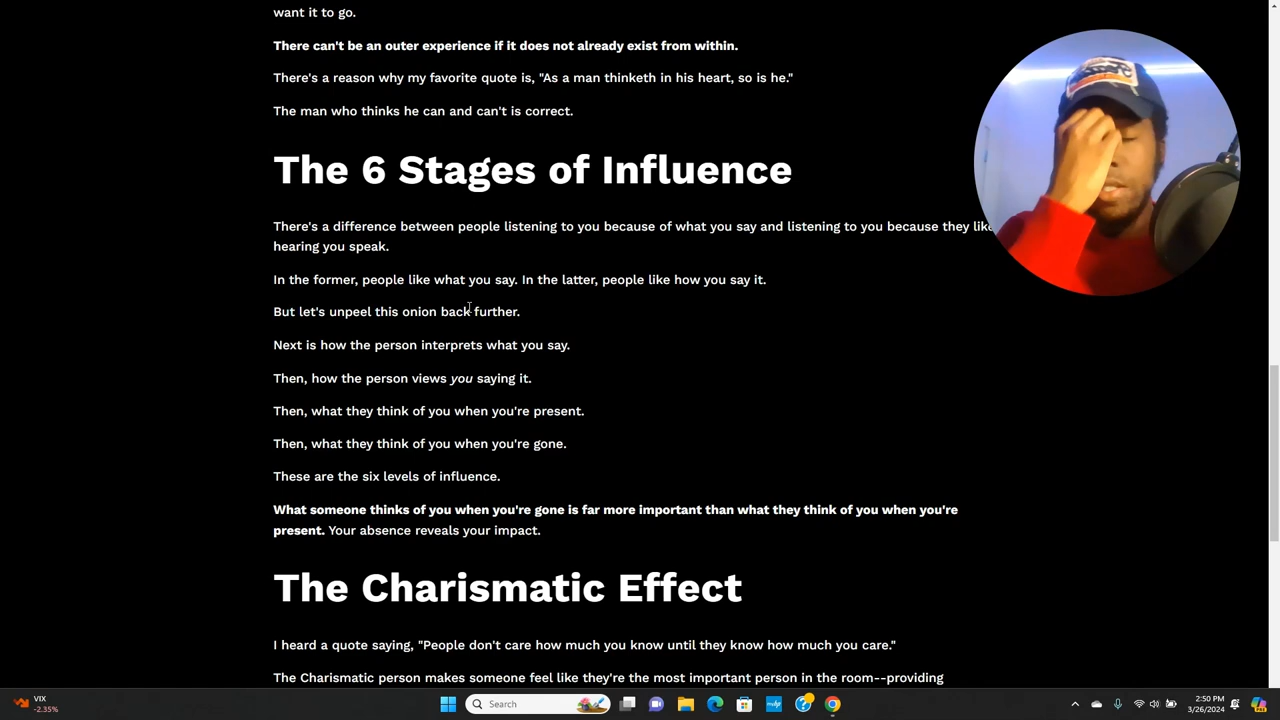 want it to go.
There can't be an outer experience if it does not already exist from within.
There's a reason why my favorite quote is, "As a man thinketh in his heart, so is he."
The man who thinks he can and can't is correct.
The 6 Stages of Influence
There's a difference between people listening to you because of what you say and listening to you because they like
hearing you speak.
In the former, people like what you say. In the latter, people like how you say it.
But let's unpeel this onion back further.
Next is how the person interprets what you say.
Then, how the person views you saying it.
Then, what they think of you when you're present.
Then, what they think of you when you're gone.
These are the six levels of influence.
What someone thinks of you when you're gone is far more important than what they think of you when you're
present. Your absence reveals your impact.
The Charismatic Effect
I heard a quote saying, "People don't care how much you know until they know how much you care."
The Charismatic person makes someone feel like they're the most important person in the room--providing
VIX
-2.35%
Search
2:50 PM
3/26/2024